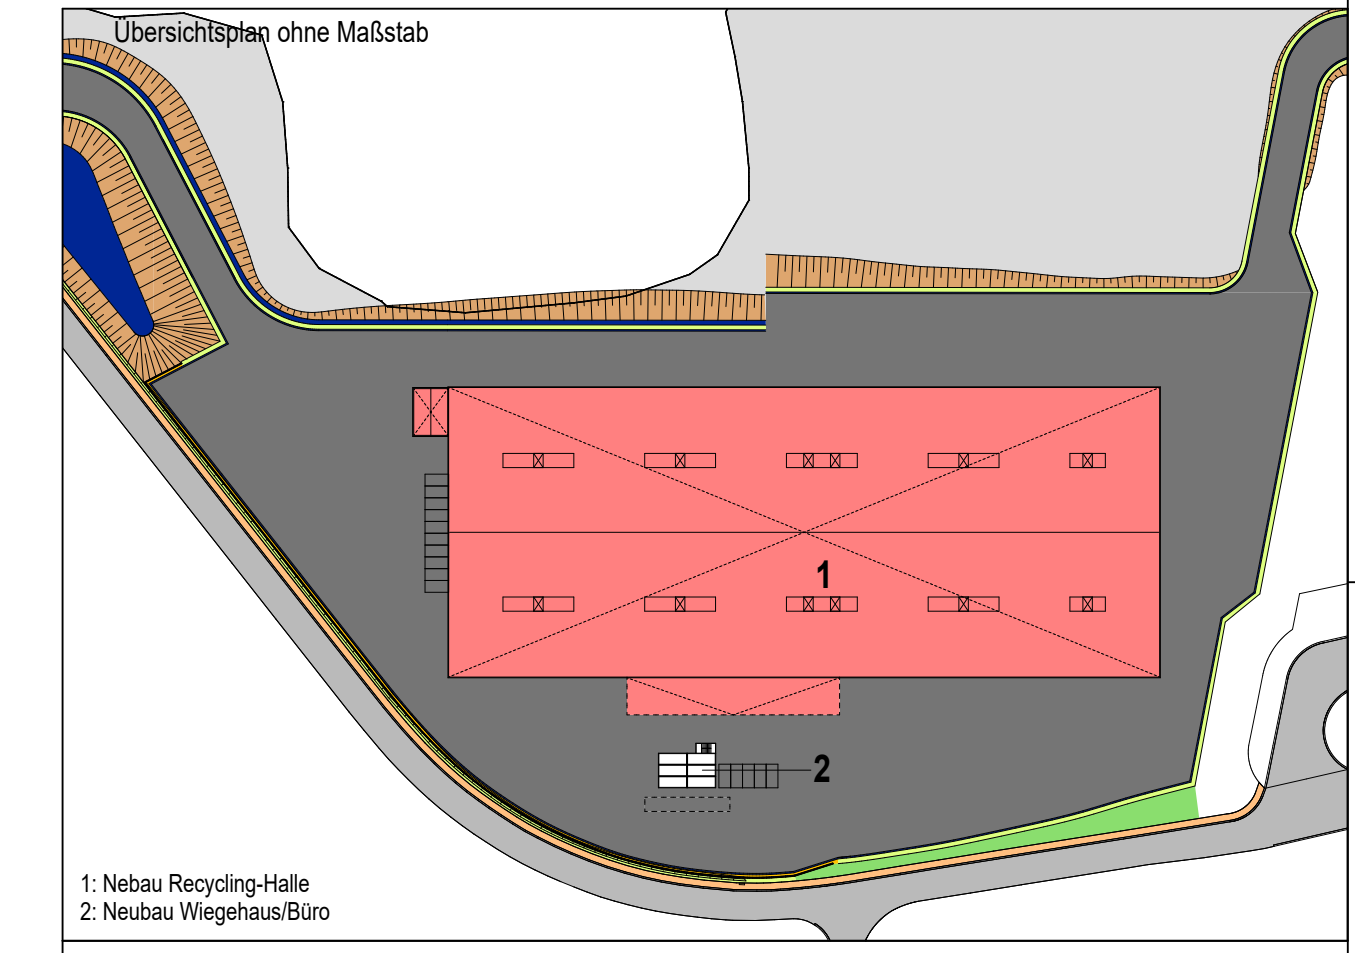 Übersichtsplan ohne Maßstab
1
2
1: Nebau Recycling-Halle
2: Neubau Wiegehaus/Büro